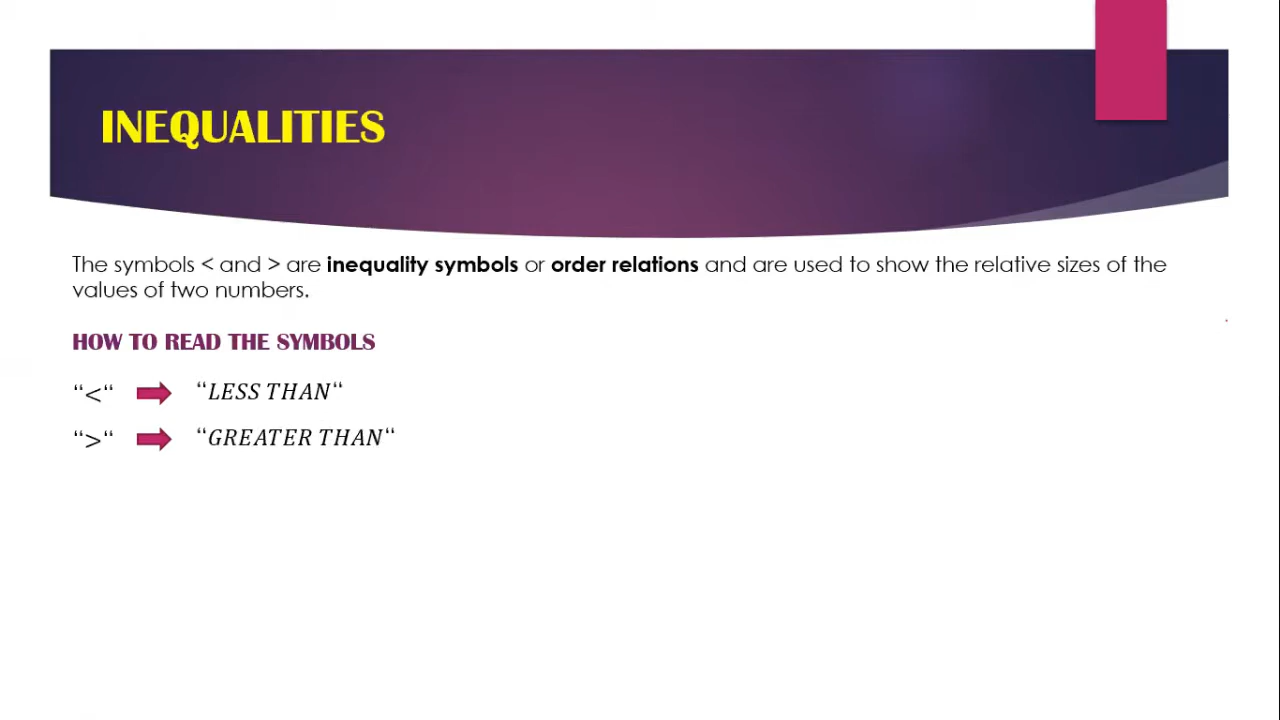 INEQUALITIES
The symbols < and > are inequality symbols or order relations and are used to show the relative sizes of the
values of two numbers.
HOW TO READ THE SYMBOLS
“<“ “LESS THAN“
“>“ “GREATER THAN“